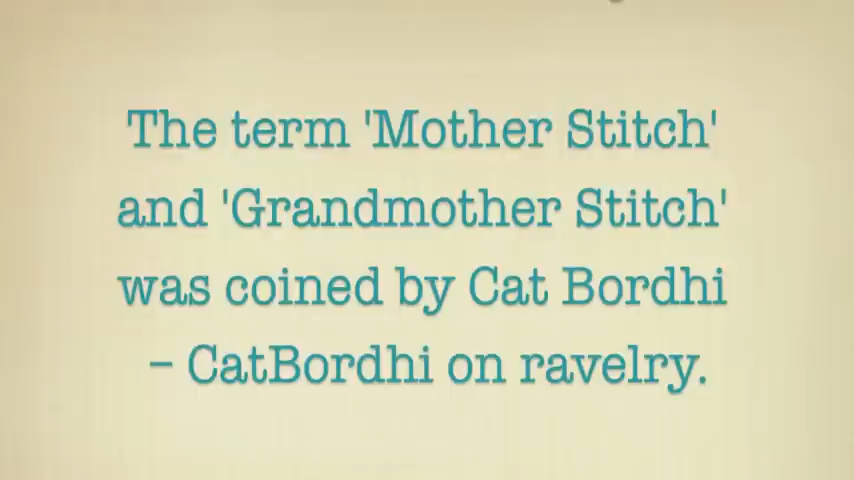 The term 'Mother Stitch'
and 'Grandmother Stitch'
was coined by Cat Bordhi
– CatBordhi on ravelry.